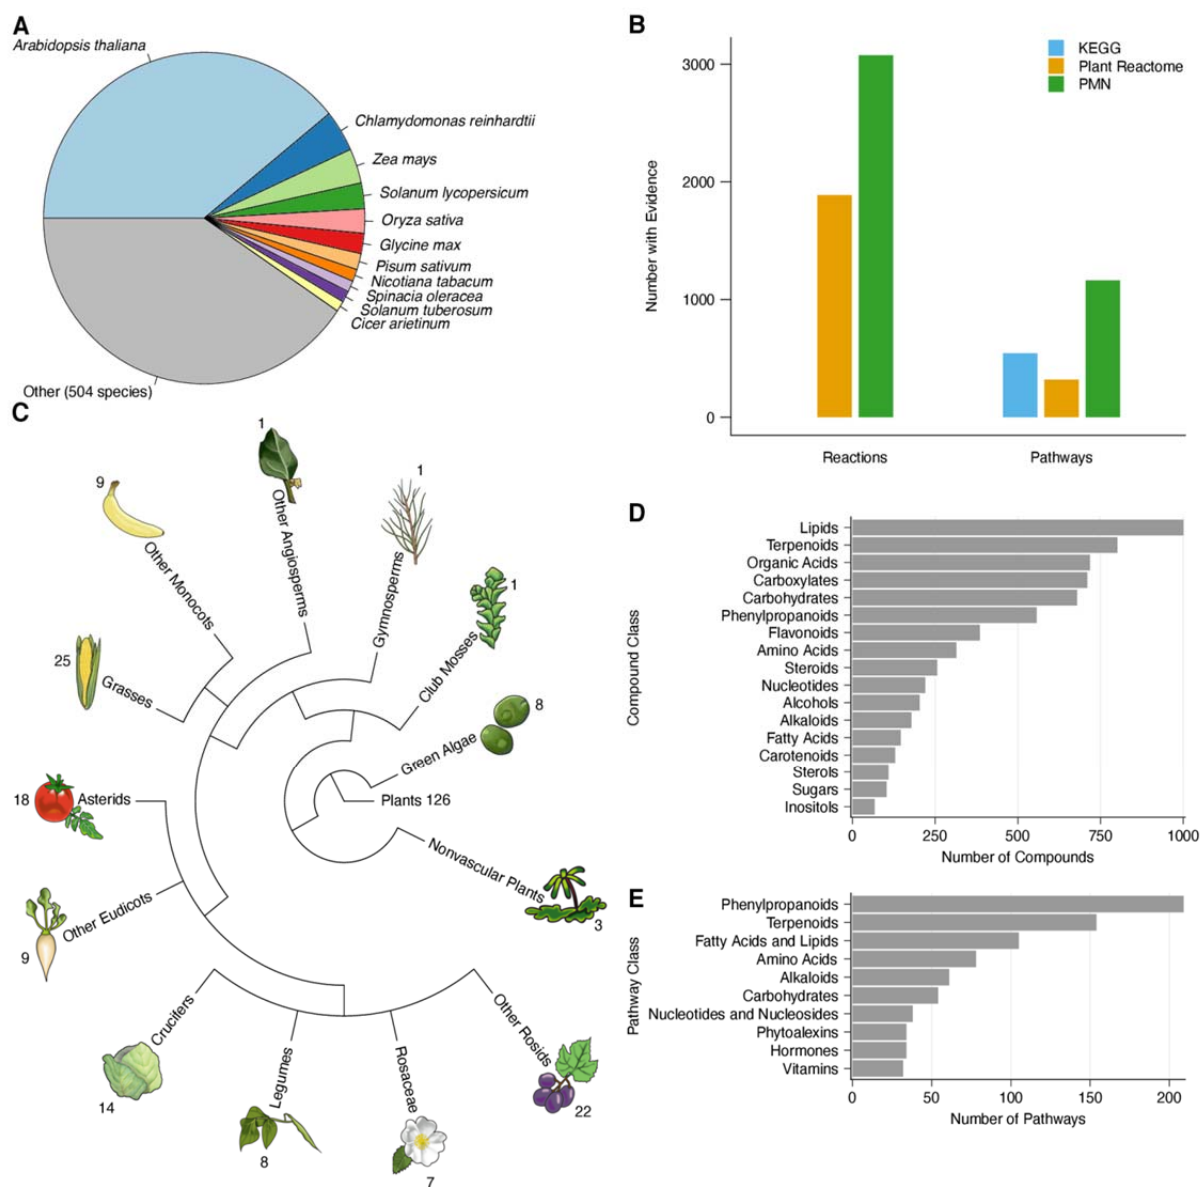 A
Arabidopsis thaliana
Chlamydomonas reinhardtii
Zea mays
Solanum lycopersicum
Oryza sativa
Glycine max
Pisum sativum
Nicotiana tabacum
Spinacia oleracea
Solanum tuberosum
Cicer arietinum
Other (504 species)
B
KEGG
Plant Reactome
PMN
Number with Evidence
3000
2000
1000
0
Reactions
Pathways
C
1
Other Angiosperms
1
Gymnosperms
1
Club Mosses
8
Green Algae
Plants 126
Nonvascular Plants
3
Other Rosids
22
Rosaceae
7
Legumes
8
Crucifers
14
Other Eudicots
9
Asterids
18
Grasses
25
Other Monocots
9
D
Compound Class
Lipids
Terpenoids
Organic Acids
Carboxylates
Carbohydrates
Phenylpropanoids
Flavonoids
Amino Acids
Steroids
Nucleotides
Alcohols
Alkaloids
Fatty Acids
Carotenoids
Sterols
Sugars
Inositols
0 250 500 750 1000
Number of Compounds
E
Pathway Class
Phenylpropanoids
Terpenoids
Fatty Acids and Lipids
Amino Acids
Alkaloids
Carbohydrates
Nucleotides and Nucleosides
Phytoalexins
Hormones
Vitamins
0 50 100 150 200
Number of Pathways